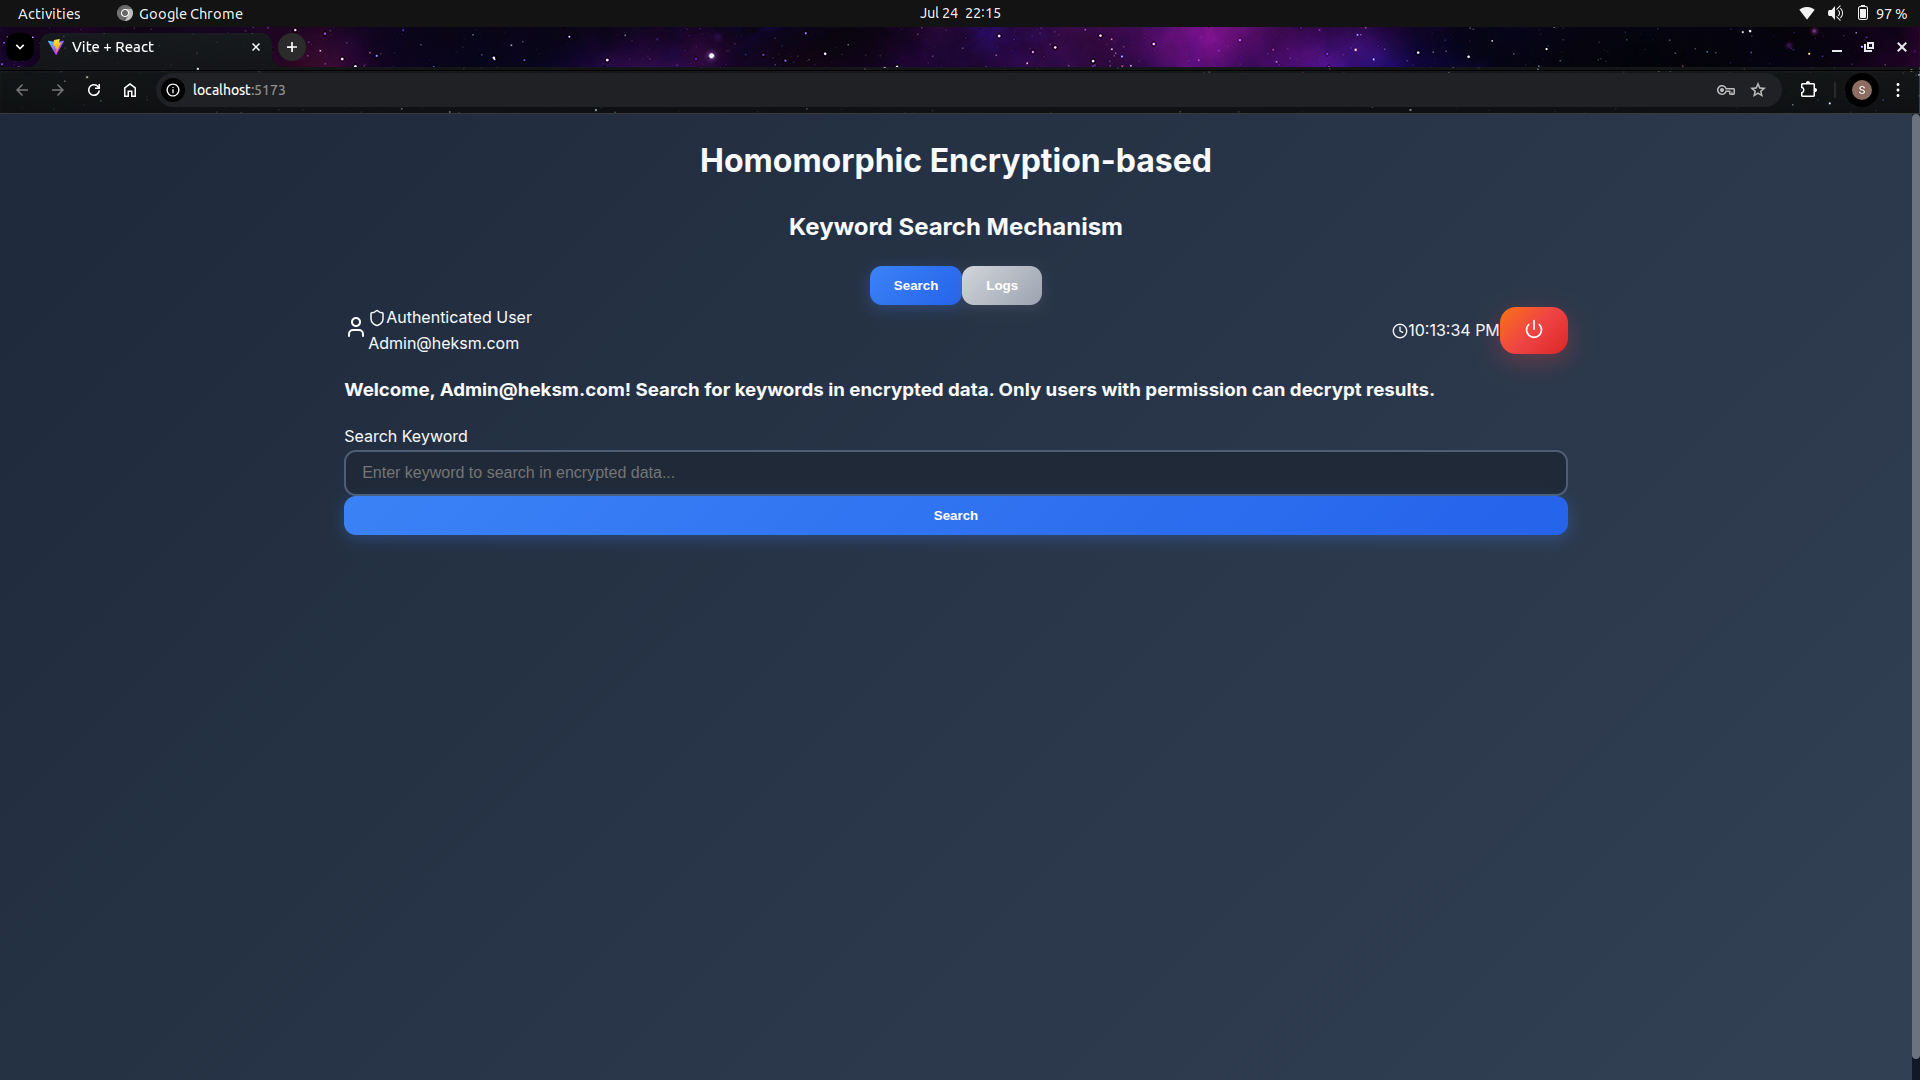 Activities
Google Chrome
Jul 24 22:15
97 %
Vite + React
localhost:5173
S
Homomorphic Encryption-based
Keyword Search Mechanism
Search
Logs
Authenticated User
Admin@heksm.com
10:13:34 PM
Welcome, Admin@heksm.com! Search for keywords in encrypted data. Only users with permission can decrypt results.
Search Keyword
Enter keyword to search in encrypted data...
Search